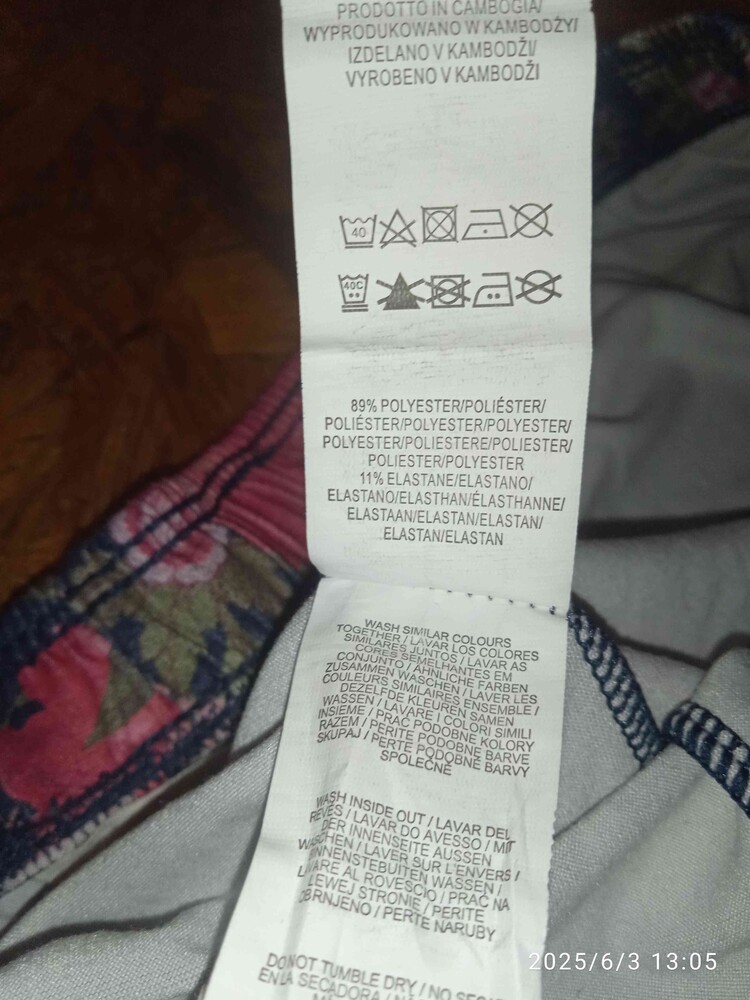 PRODOTTO IN CAMBOGIA/
WYPRODUKOWANO W KAMBODŻY/
IZDELANO V KAMBODŽI/
VYROBENO V KAMBODŽI
40
40C
89% POLYESTER/POLIÉSTER/
POLIÉSTER/POLYESTER/POLYESTER/
POLYESTER/POLIESTERE/POLIESTER/
POLIESTER/POLYESTER
11% ELASTANE/ELASTANO/
ELASTANO/ELASTHAN/ÉLASTHANNE/
ELASTAAN/ELASTAN/ELASTAN/
ELASTAN/ELASTAN
WASH SIMILAR COLOURS
TOGETHER / LAVAR LOS COLORES
SIMILARES JUNTOS / LAVAR AS
CORES SEMELHANTES EM
CONJUNTO / ÄHNLICHE FARBEN
ZUSAMMEN WASCHEN / LAVER LES
COULEURS SIMILAIRES ENSEMBLE /
DEZELFDE KLEUREN SAMEN
WASSEN / LAVARE I COLORI SIMILI
INSIEME / PRAĆ PODOBNE KOLORY
RAZEM / PERITE PODOBNE BARVE
SKUPAJ / PERTE PODOBNÉ BARVY
SPOLEČNĚ
WASH INSIDE OUT / LAVAR DEL
REVÉS / LAVAR DO AVESSO / MIT
DER INNENSEITE AUSSEN
WASCHEN / LAVER SUR L'ENVERS /
BINNENSTEBUITEN WASSEN /
LAVARE AL ROVESCIO / PRAĆ NA
LEWEJ STRONIE / PERITE
OBRNJENO / PERTE NARUBY
DO NOT TUMBLE DRY / NO
EN LA SECADORA /
2025/6/3 13:05